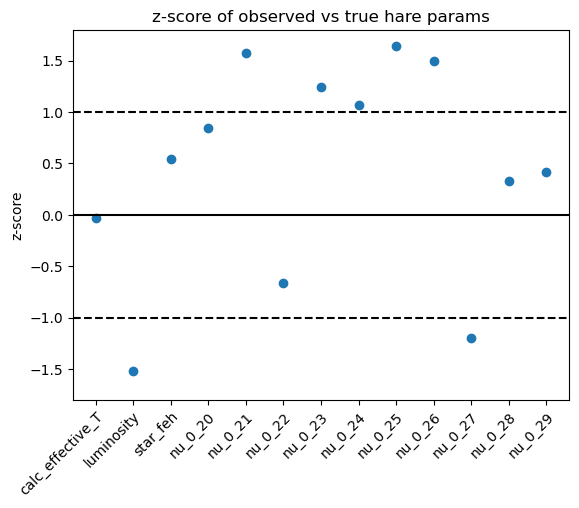 z-score of observed vs true hare params
z-score
1.5
1.0
0.5
0.0
−0.5
−1.0
−1.5
calc_effective_T
luminosity
star_feh
nu_0_20
nu_0_21
nu_0_22
nu_0_23
nu_0_24
nu_0_25
nu_0_26
nu_0_27
nu_0_28
nu_0_29